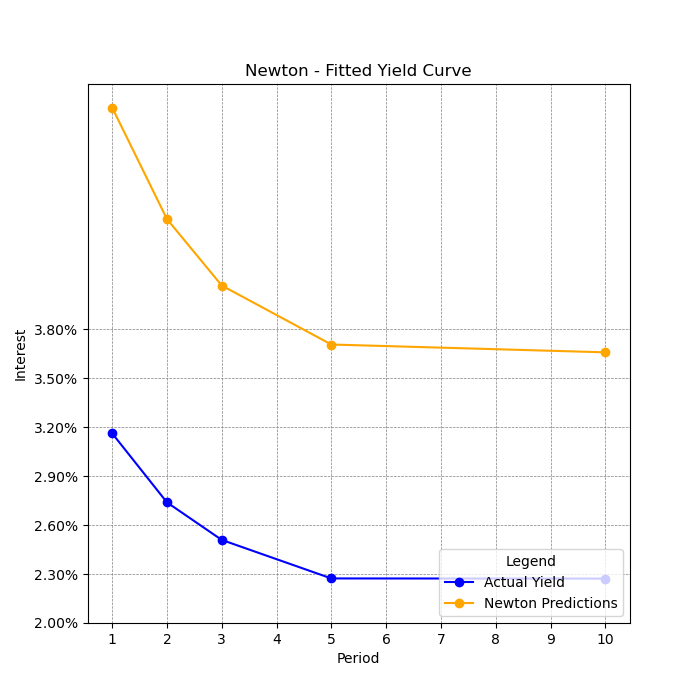 Newton - Fitted Yield Curve
Interest
3.80%
3.50%
3.20%
2.90%
2.60%
2.30%
2.00%
Legend
Actual Yield
Newton Predictions
1 2 3 4 5 6 7 8 9 10
Period